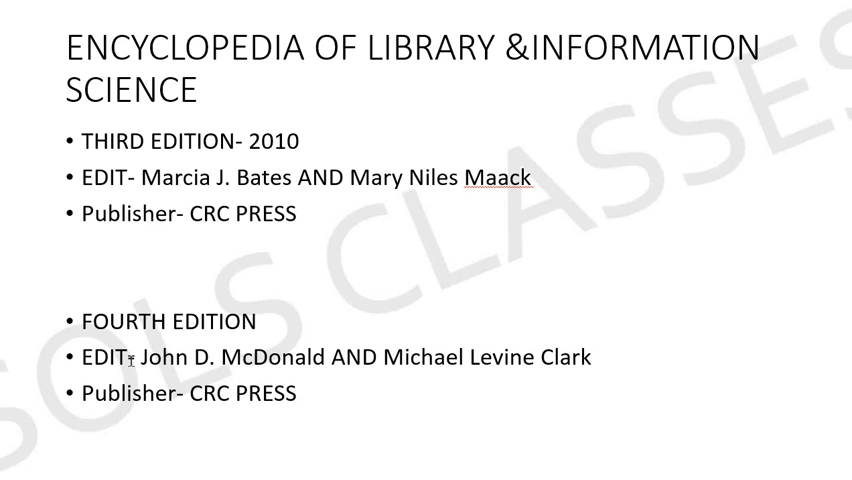 ENCYCLOPEDIA OF LIBRARY &INFORMATION
SCIENCE
• THIRD EDITION- 2010
• EDIT- Marcia J. Bates AND Mary Niles Maack
• Publisher- CRC PRESS
• FOURTH EDITION
• EDIT- John D. McDonald AND Michael Levine Clark
• Publisher- CRC PRESS
SOLS CLASSES